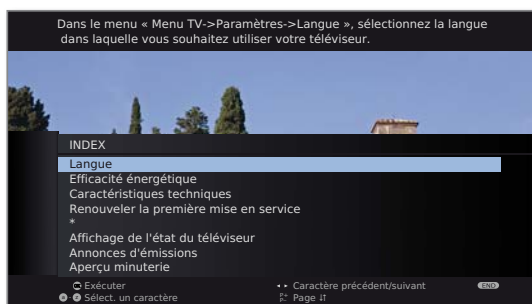 Dans le menu « Menu TV->Paramètres->Langue », sélectionnez la langue
dans laquelle vous souhaitez utiliser votre téléviseur.
INDEX
Langue
Efficacité énergétique
Caractéristiques techniques
Renouveler la première mise en service
*
Affichage de l'état du téléviseur
Annonces d'émissions
Aperçu minuterie
Exécuter
Caractère précédent/suivant
END
Sélect. un caractère
Page